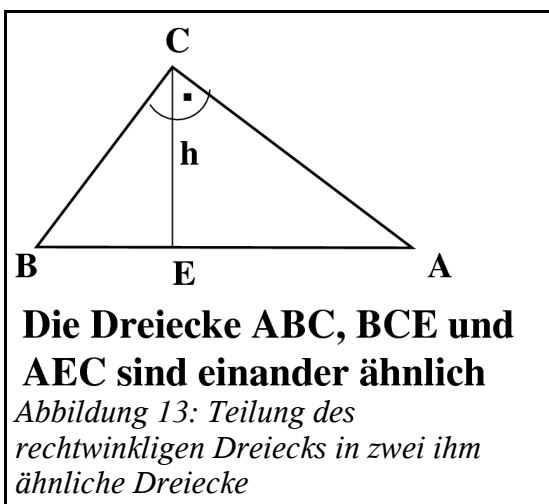 C
h
B
E
A
Die Dreiecke ABC, BCE und
AEC sind einander ähnlich
Abbildung 13: Teilung des
rechtwinkligen Dreiecks in zwei ihm
ähnliche Dreiecke